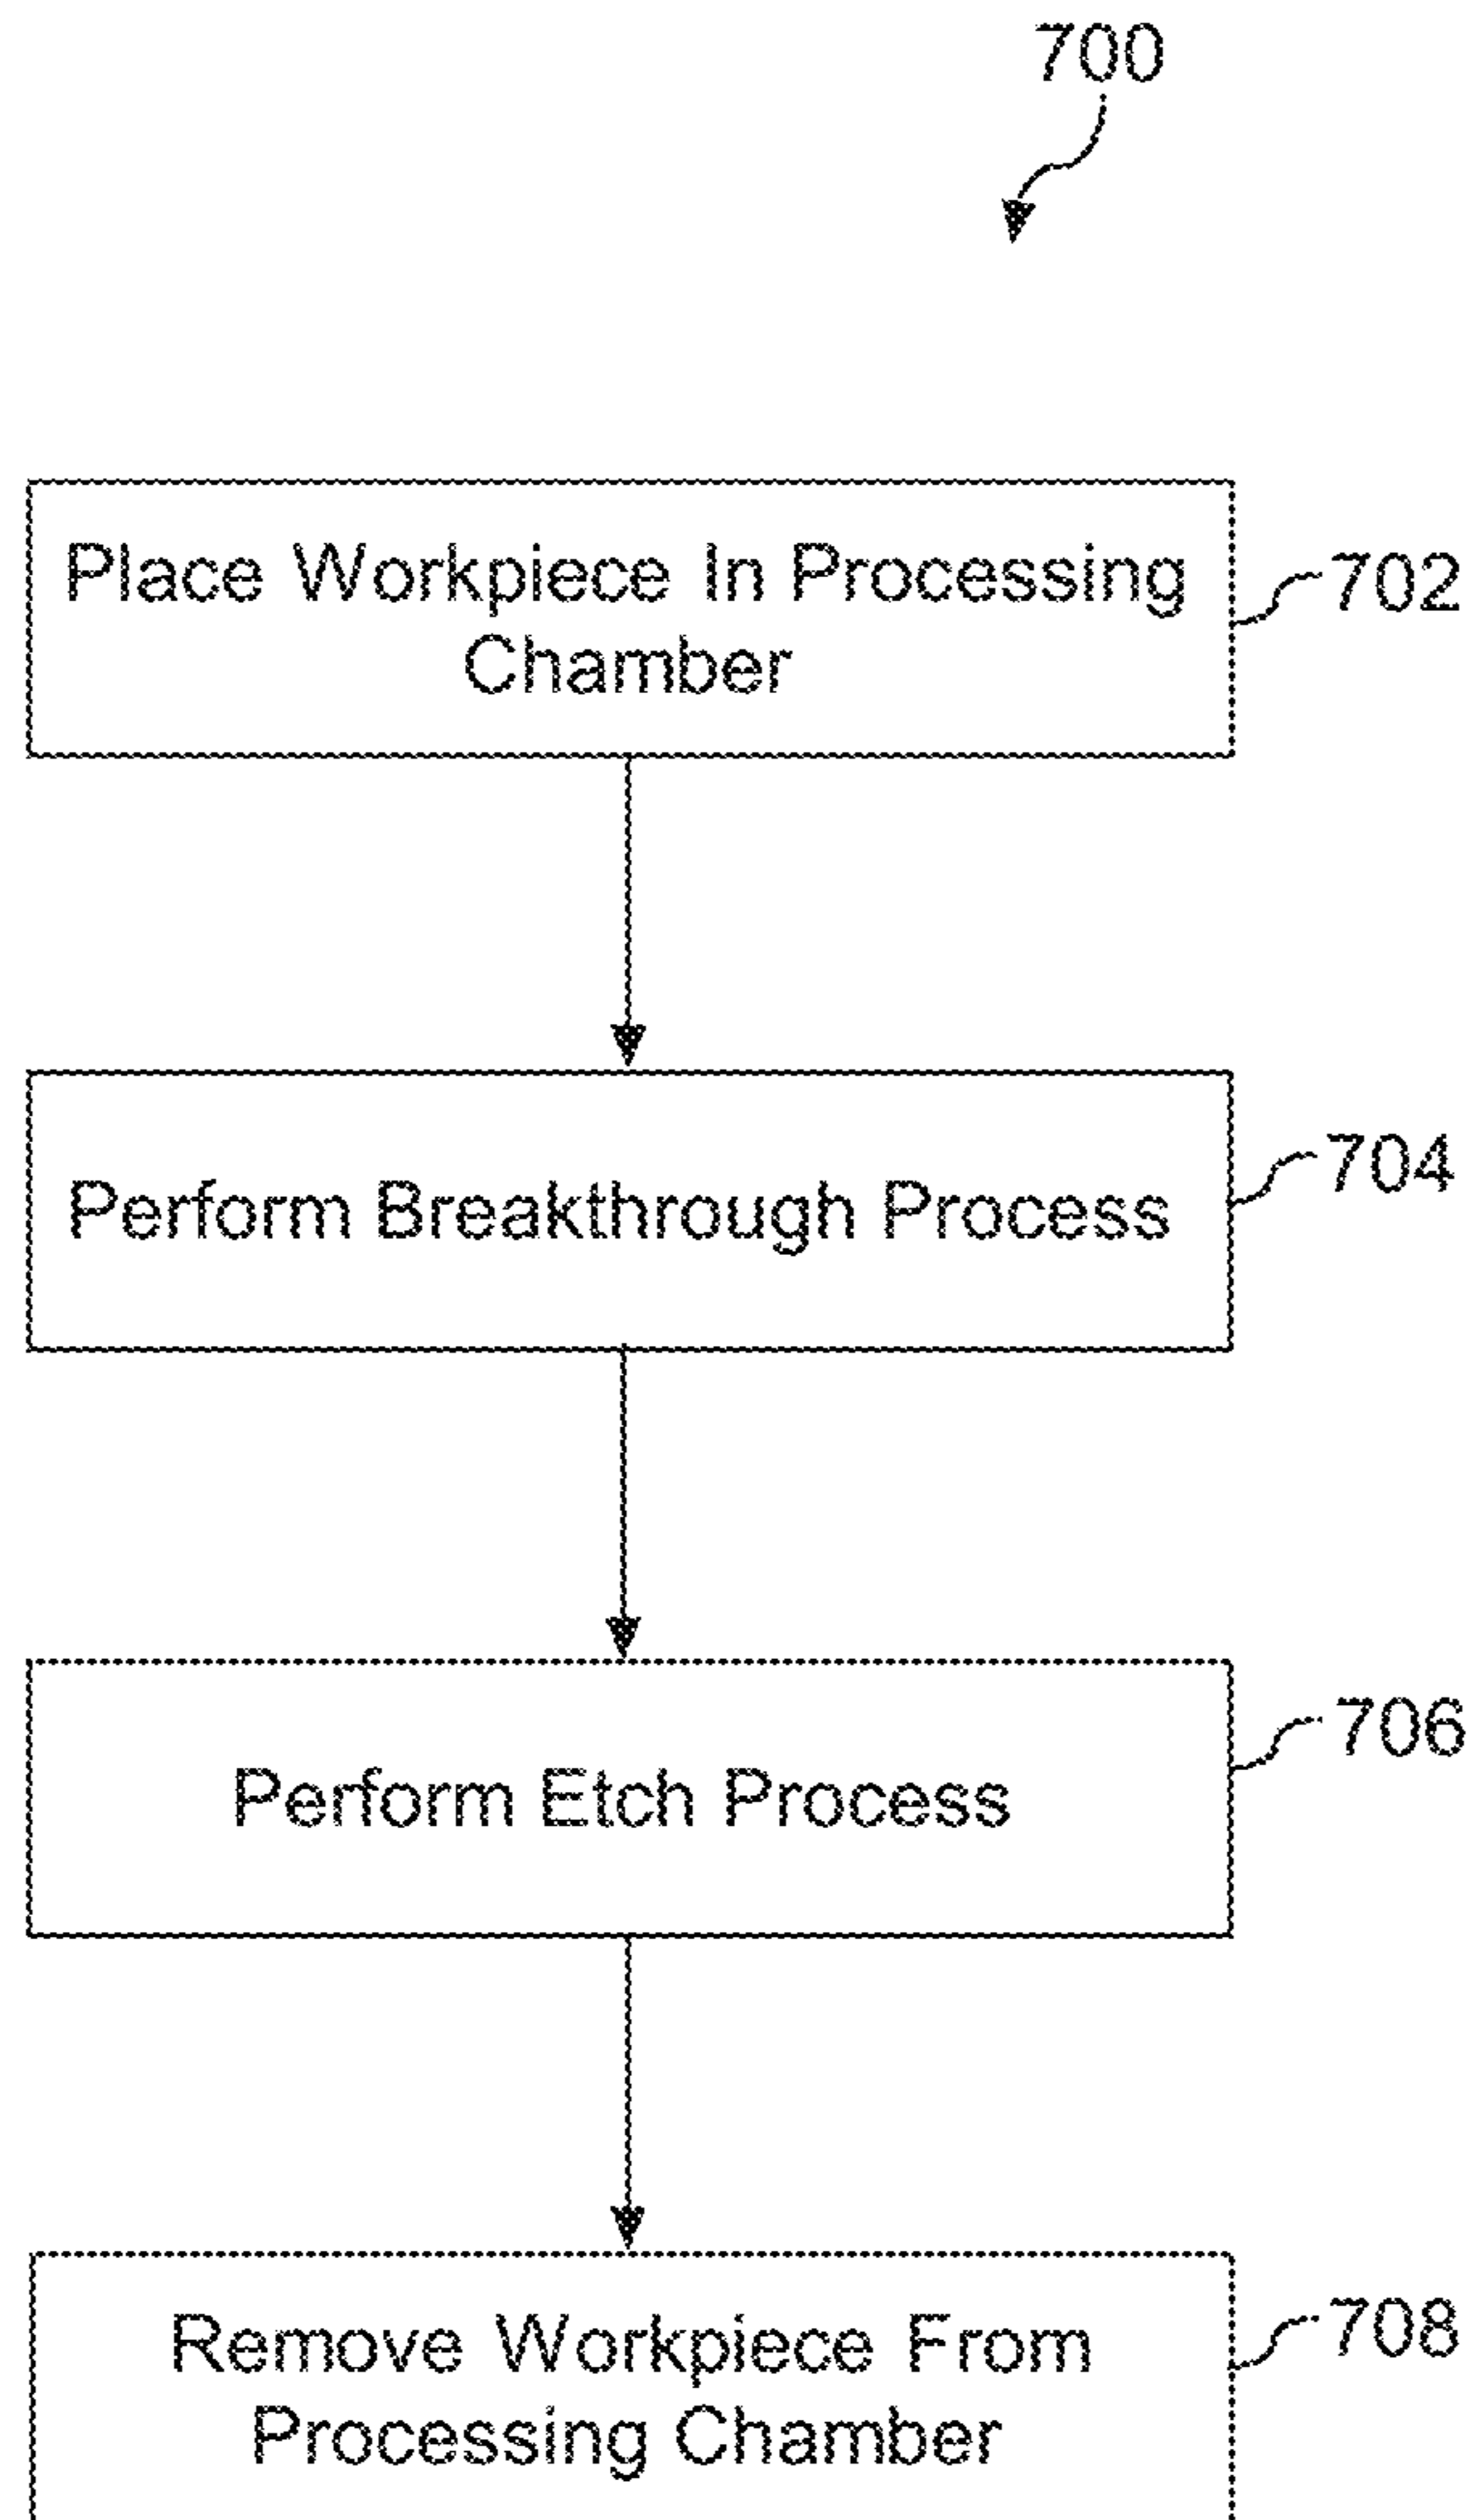 700
Place Workpiece In Processing
Chamber
702
Perform Breakthrough Process
704
Perform Etch Process
706
Remove Workpiece From
Processing Chamber
708